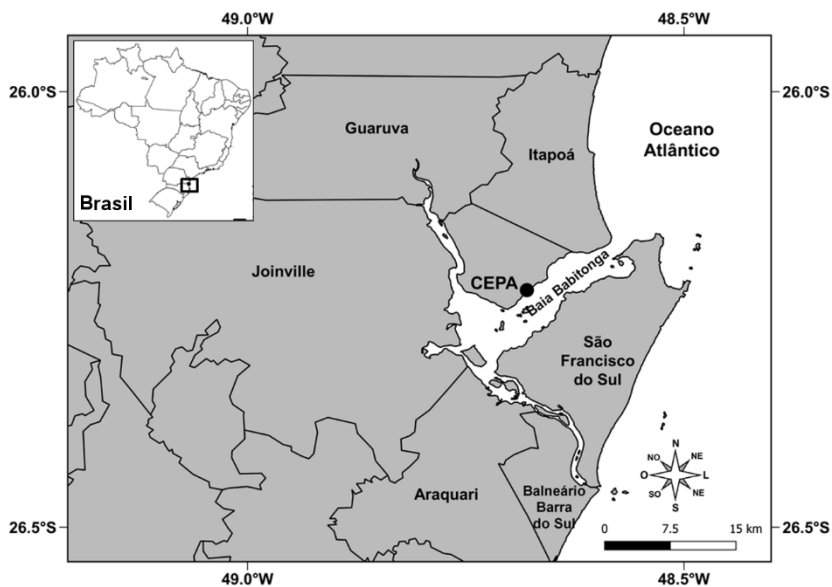 49.0°W
48.5°W
26.0°S
26.0°S
Brasil
Guaruva
Itapoá
Oceano
Atlântico
Joinville
CEPA
Baia Babitonga
São
Francisco
do Sul
Araquari
Balneário
Barra
do Sul
N
NO
NE
O
L
SO
NE
S
0
7.5
15 km
26.5°S
26.5°S
49.0°W
48.5°W